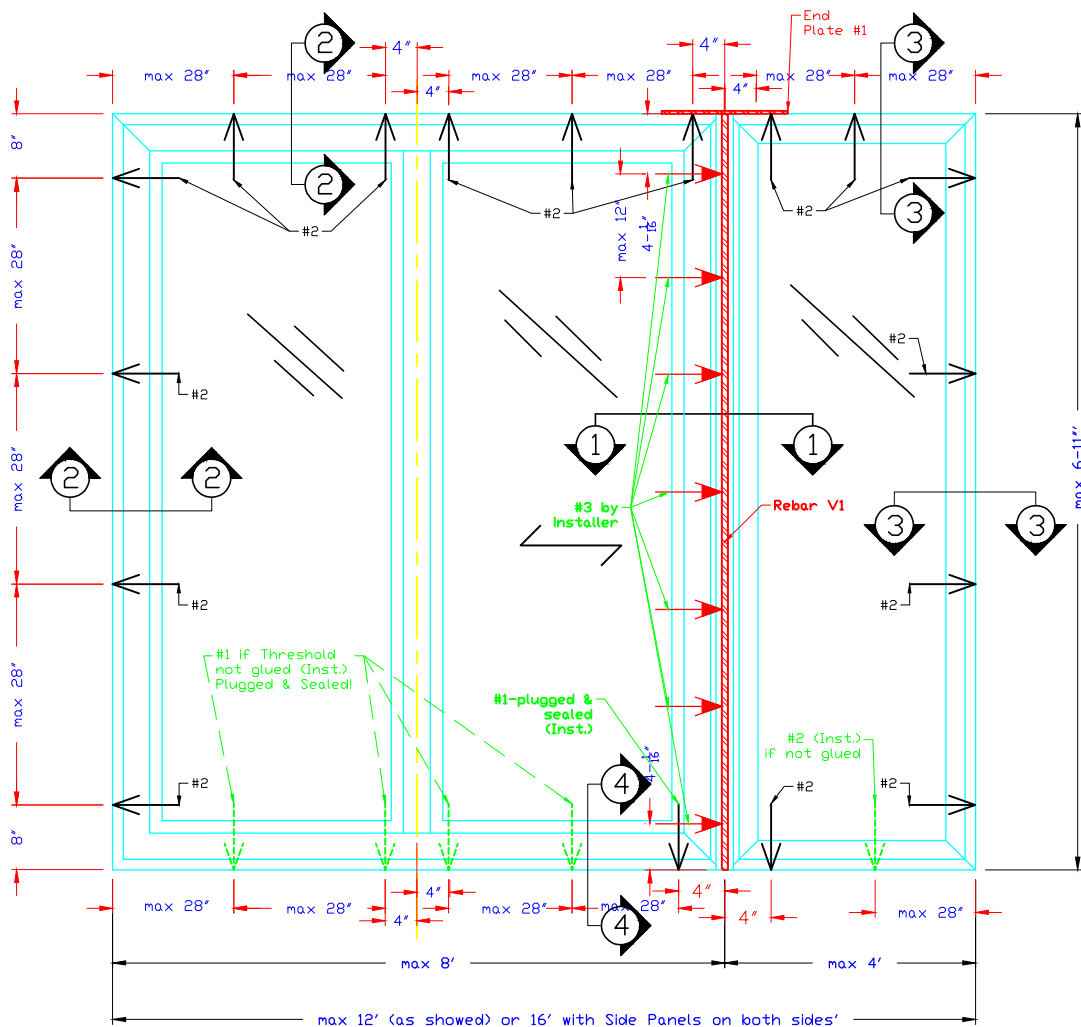 End
Plate #1
2
3
4″
4″
max 28″
max 28″
max 28″
max 28″
max 28″
max 28″
4″
4″
8″
2
3
#2
#2
#2
max 12″
4-1/16″
max 28″
#2
#2
1
1
max 6-11″
max 28″
2
2
#3 by
Installer
Rebar V1
3
3
#2
#2
max 28″
#1 if Threshold
not glued (Inst.)
Plugged & Sealed!
#1-plugged &
sealed
(Inst.)
#2 (Inst.)
if not glued
4-1/16″
#2
4
#2
#2
8″
4″
4″
max 28″
max 28″
max 28″
max 28″
max 28″
4″
4″
4
max 8′
max 4′
max 12′ (as showed) or 16′ with Side Panels on both sides′